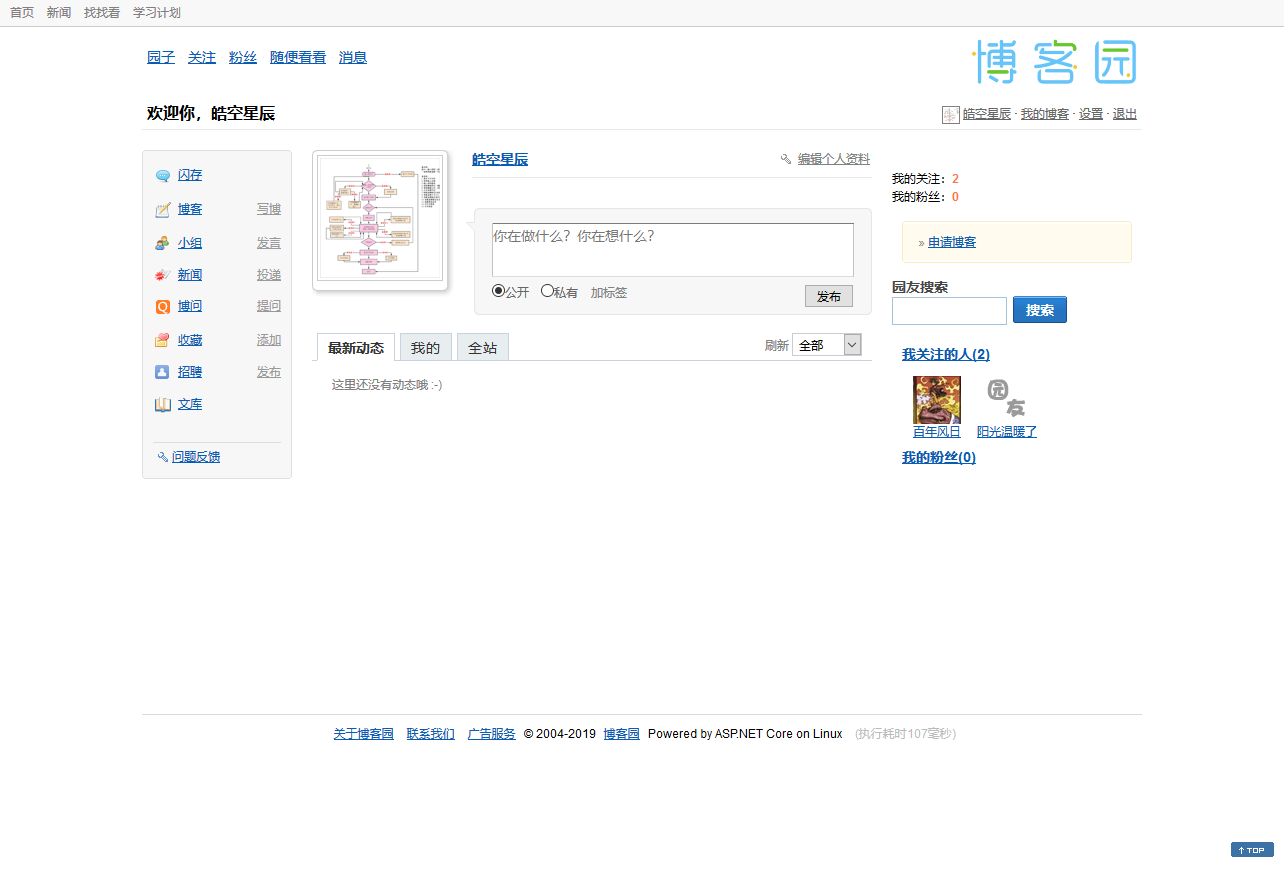 首页 新闻 找找看 学习计划
园子 关注 粉丝 随便看看 消息
博客园
欢迎你，皓空星辰
皓空星辰 · 我的博客 · 设置 · 退出
闪存
博客 写博
小组 发言
新闻 投递
博问 提问
收藏 添加
招聘 发布
文库
问题反馈
皓空星辰
编辑个人资料
你在做什么？你在想什么？
公开 私有 加标签
发布
最新动态 我的 全站
刷新 全部
这里还没有动态哦 :-)
我的关注：2
我的粉丝：0
» 申请博客
园友搜索
搜索
我关注的人(2)
园友
百年风日 阳光温暖了
我的粉丝(0)
关于博客园 联系我们 广告服务 © 2004-2019 博客园 Powered by ASP.NET Core on Linux (执行耗时107毫秒)
TOP